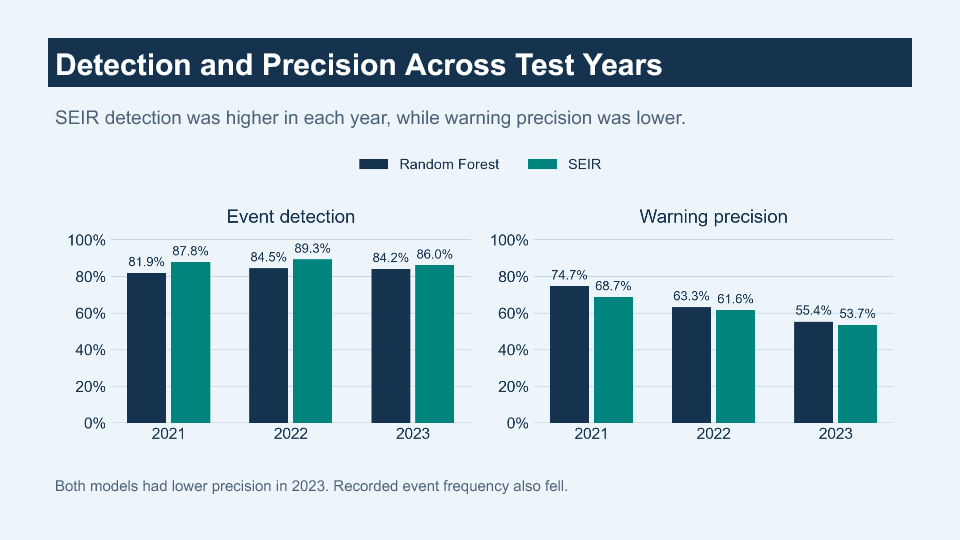 Detection and Precision Across Test Years
SEIR detection was higher in each year, while warning precision was lower.
Random Forest SEIR
Event detection
100%
80%
60%
40%
20%
0%
81.9% 87.8% 84.5% 89.3% 84.2% 86.0%
2021 2022 2023
Warning precision
100%
80%
60%
40%
20%
0%
74.7% 68.7% 63.3% 61.6% 55.4% 53.7%
2021 2022 2023
Both models had lower precision in 2023. Recorded event frequency also fell.